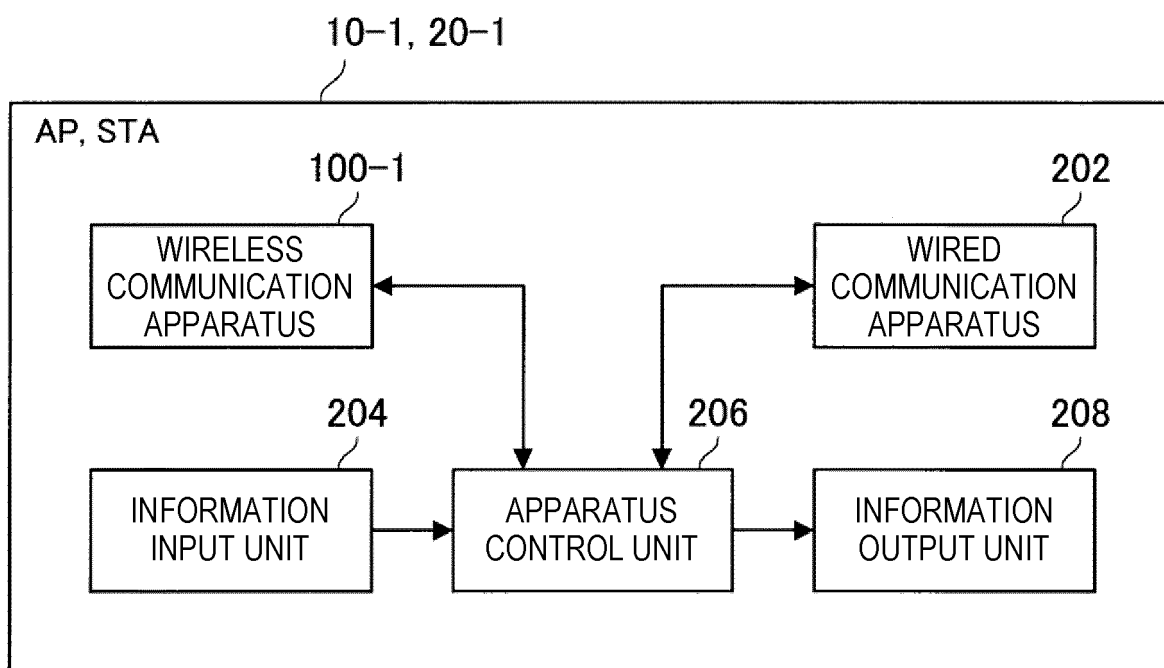 10-1, 20-1
AP, STA
100-1
WIRELESS
COMMUNICATION
APPARATUS
202
WIRED
COMMUNICATION
APPARATUS
204
INFORMATION
INPUT UNIT
206
APPARATUS
CONTROL UNIT
208
INFORMATION
OUTPUT UNIT